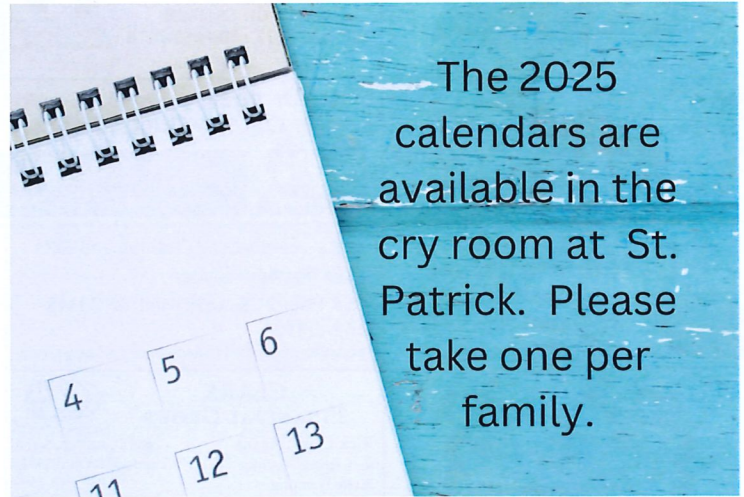 The 2025
calendars are
available in the
cry room at  St.
Patrick.  Please
take one per
family.
4 5 6
11 12 13